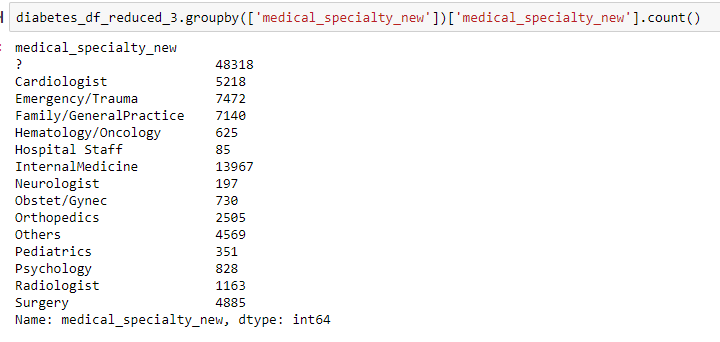 diabetes_df_reduced_3.groupby(['medical_specialty_new'])['medical_specialty_new'].count()
medical_specialty_new
? 48318
Cardiologist 5218
Emergency/Trauma 7472
Family/GeneralPractice 7140
Hematology/Oncology 625
Hospital Staff 85
InternalMedicine 13967
Neurologist 197
Obstet/Gynec 730
Orthopedics 2505
Others 4569
Pediatrics 351
Psychology 828
Radiologist 1163
Surgery 4885
Name: medical_specialty_new, dtype: int64